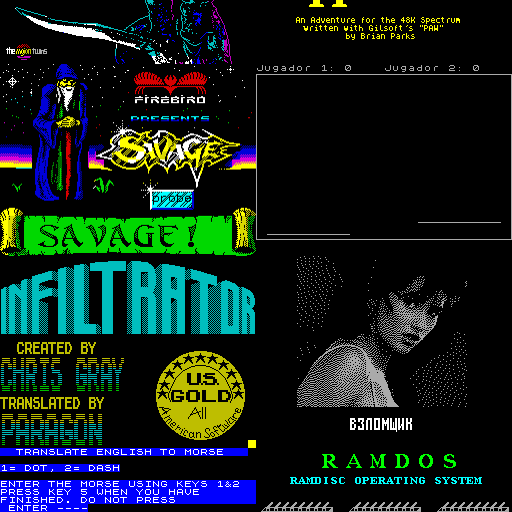 themojontwins
FIREBIRD
PRESENTS
SAVAGE
probe
SAVAGE!
INFILTRATOR
CREATED BY
CHRIS GRAY
TRANSLATED BY
PARAGON
U.S.
GOLD
All
American Software
TRANSLATE ENGLISH TO MORSE
1= DOT, 2= DASH
ENTER THE MORSE USING KEYS 1&2
PRESS KEY 5 WHEN YOU HAVE
FINISHED. DO NOT PRESS
ENTER ----
An Adventure for the 48K Spectrum
Written with Gilsoft's "PAW"
by Brian Parks
Jugador 1: 0 Jugador 2: 0
ВЗЛОМЩИК
RAMDOS
RAMDISC OPERATING SYSTEM